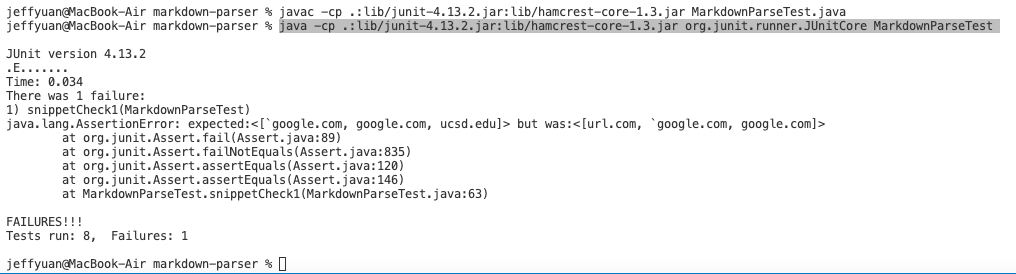 jeffyuan@MacBook-Air markdown-parser % javac -cp .:lib/junit-4.13.2.jar:lib/hamcrest-core-1.3.jar MarkdownParseTest.java
jeffyuan@MacBook-Air markdown-parser % java -cp .:lib/junit-4.13.2.jar:lib/hamcrest-core-1.3.jar org.junit.runner.JUnitCore MarkdownParseTest
JUnit version 4.13.2
.E.......
Time: 0.034
There was 1 failure:
1) snippetCheck1(MarkdownParseTest)
java.lang.AssertionError: expected:<[`google.com, google.com, ucsd.edu]> but was:<[url.com, `google.com, google.com]>
at org.junit.Assert.fail(Assert.java:89)
at org.junit.Assert.failNotEquals(Assert.java:835)
at org.junit.Assert.assertEquals(Assert.java:120)
at org.junit.Assert.assertEquals(Assert.java:146)
at MarkdownParseTest.snippetCheck1(MarkdownParseTest.java:63)
FAILURES!!!
Tests run: 8,  Failures: 1
jeffyuan@MacBook-Air markdown-parser %